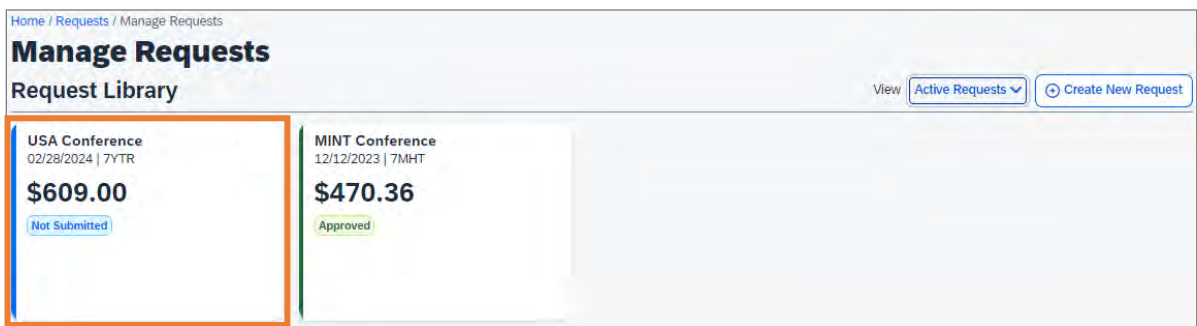 Home / Requests / Manage Requests
Manage Requests
Request Library
View Active Requests Create New Request
USA Conference
02/28/2024 | 7YTR
$609.00
Not Submitted
MINT Conference
12/12/2023 | 7MHT
$470.36
Approved